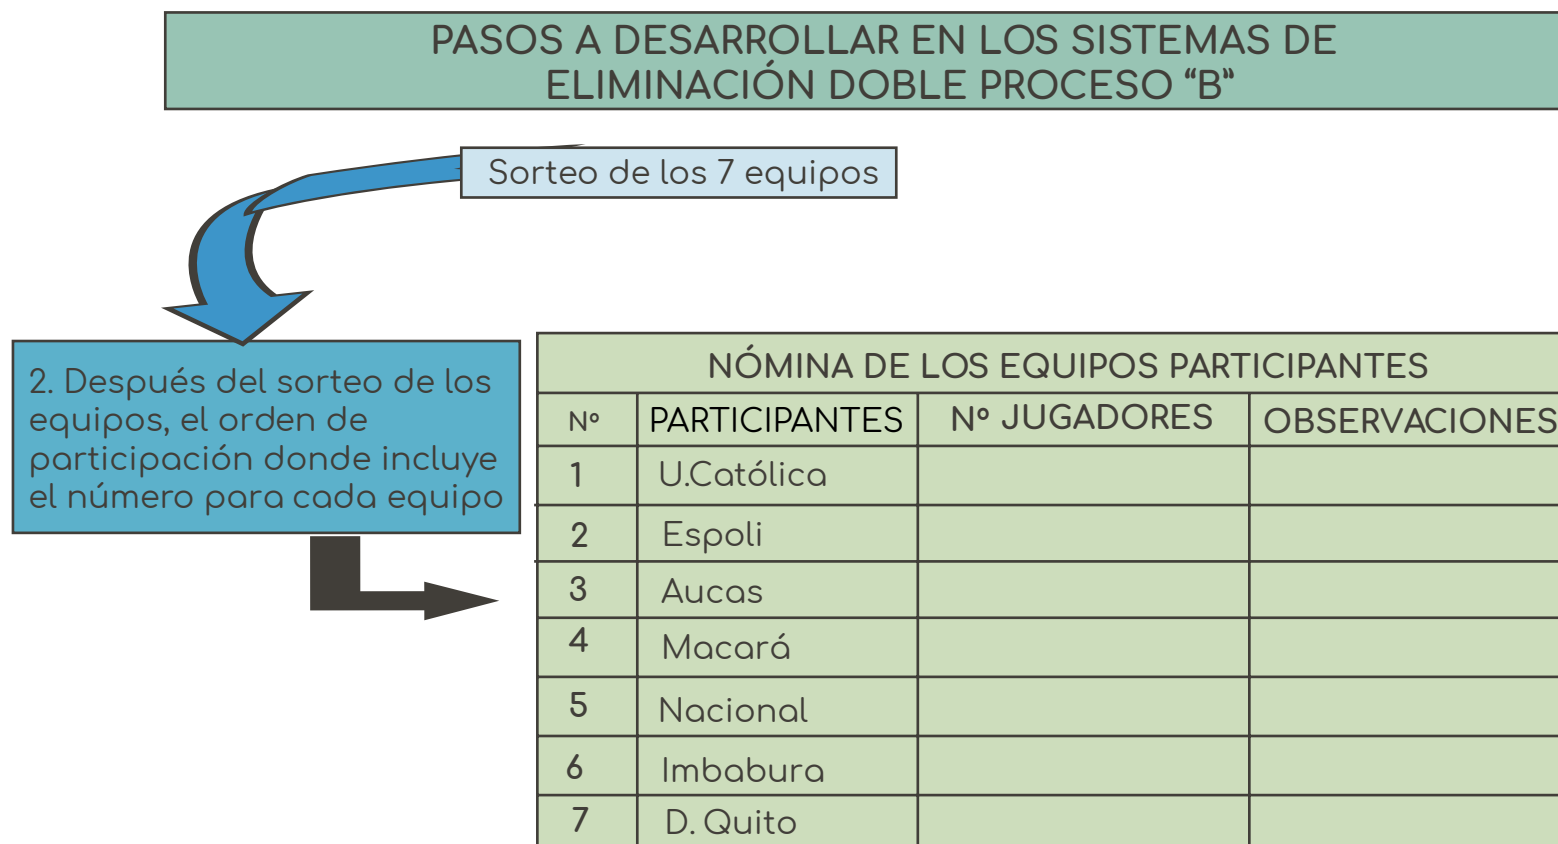 PASOS A DESARROLLAR EN LOS SISTEMAS DE
ELIMINACIÓN DOBLE PROCESO “B”
Sorteo de los 7 equipos
2. Después del sorteo de los
equipos, el orden de
participación donde incluye
el número para cada equipo
NÓMINA DE LOS EQUIPOS PARTICIPANTES
Nº PARTICIPANTES Nº JUGADORES OBSERVACIONES
1 U.Católica
2 Espoli
3 Aucas
4 Macará
5 Nacional
6 Imbabura
7 D. Quito